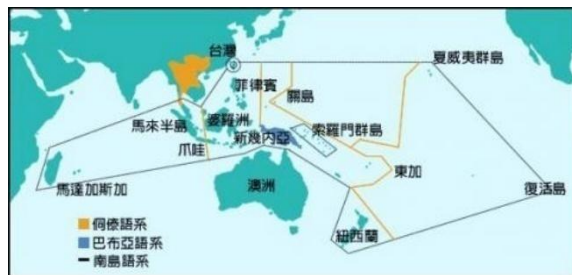 台灣
夏威夷群島
菲律賓
關島
馬來半島
婆羅洲
新幾內亞
索羅門群島
爪哇
東加
馬達加斯加
澳洲
復活島
紐西蘭
侗傣語系
巴布亞語系
南島語系